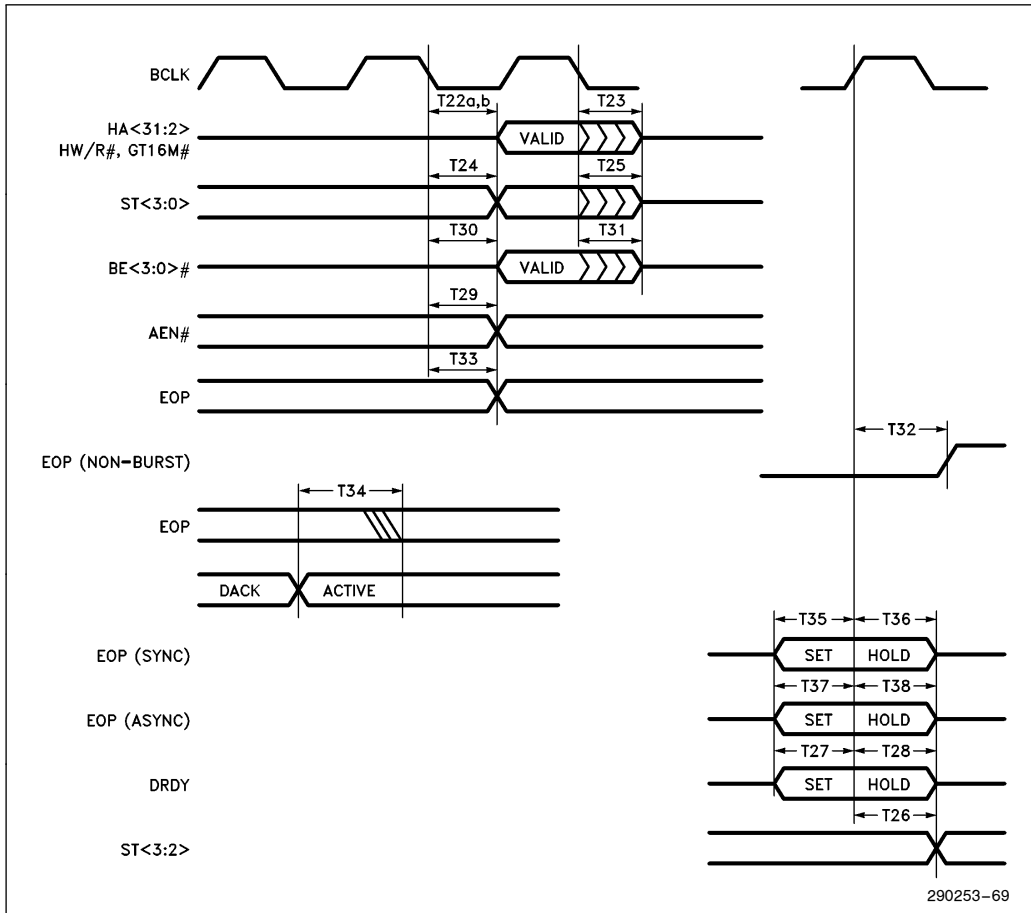 BCLK
T22a,b
T23
HA<31:2>
HW/R#, GT16M#
VALID
T24
T25
ST<3:0>
T30
T31
BE<3:0>#
VALID
T29
AEN#
T33
EOP
T32
EOP (NON-BURST)
T34
EOP
DACK
ACTIVE
T35
T36
EOP (SYNC)
SET
HOLD
T37
T38
EOP (ASYNC)
SET
HOLD
T27
T28
DRDY
SET
HOLD
T26
ST<3:2>
290253-69